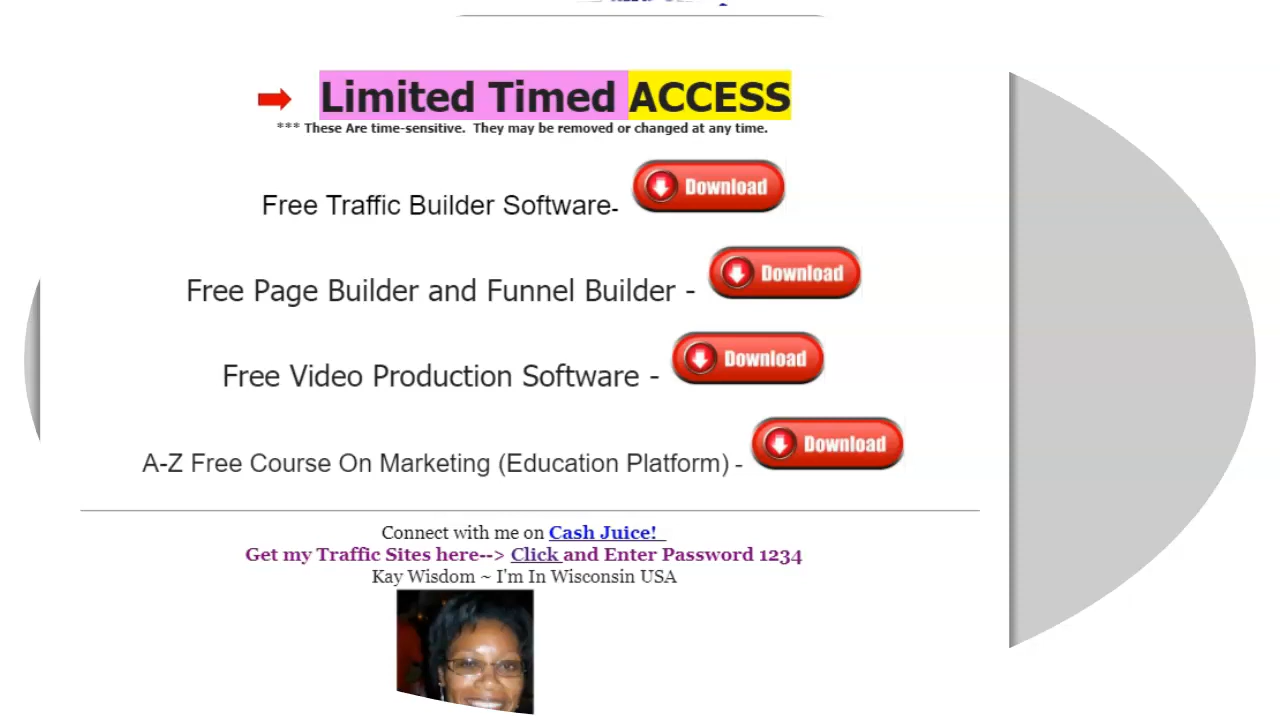 Limited Timed ACCESS
*** These Are time-sensitive. They may be removed or changed at any time.
Free Traffic Builder Software- Download
Free Page Builder and Funnel Builder - Download
Free Video Production Software - Download
A-Z Free Course On Marketing (Education Platform) - Download
Connect with me on Cash Juice!
Get my Traffic Sites here--> Click and Enter Password 1234
Kay Wisdom ~ I'm In Wisconsin USA